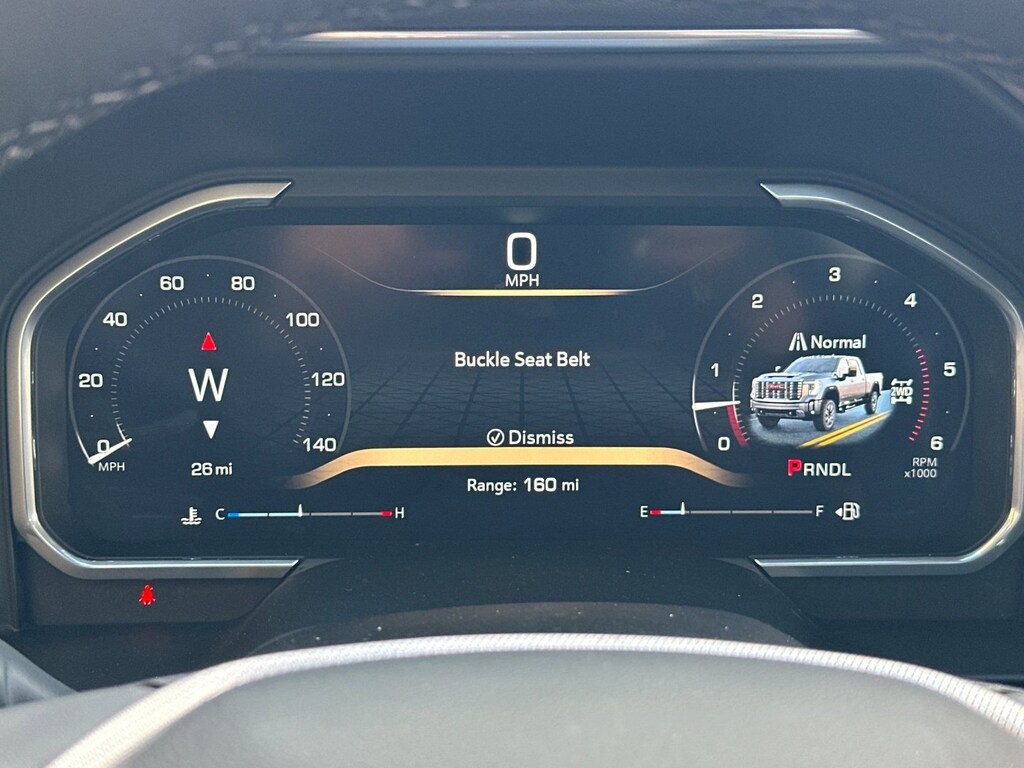 0
MPH
60 80
40 100
20 120
0 140
MPH
W
26 mi
Buckle Seat Belt
Dismiss
Range: 160 mi
C H
3
2 4
1 5
0 6
Normal
2WD
PRNDL
RPM
x1000
E F